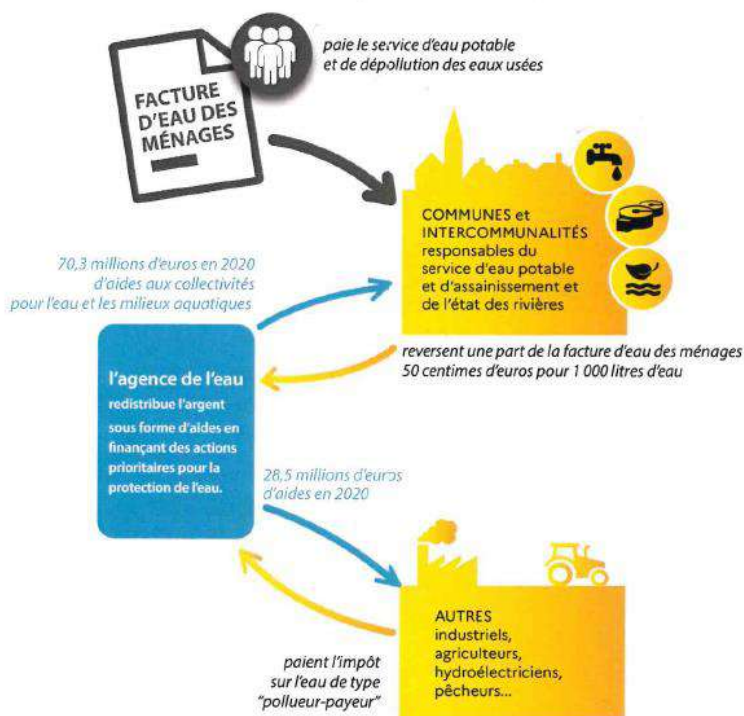 paie le service d'eau potable
et de dépollution des eaux usées
FACTURE
D'EAU DES
MÉNAGES
COMMUNES et
INTERCOMMUNALITÉS
responsables du
service d'eau potable
et d'assainissement et
de l'état des rivières
70,3 millions d'euros en 2020
d'aides aux collectivités
pour l'eau et les milieux aquatiques
reversent une part de la facture d'eau des ménages
50 centimes d'euros pour 1 000 litres d'eau
l'agence de l'eau
redistribue l'argent
sous forme d'aides en
finançant des actions
prioritaires pour la
protection de l'eau.
28,5 millions d'euros
d'aides en 2020
AUTRES
industriels,
agriculteurs,
hydroélectriciens,
pêcheurs...
paient l'impôt
sur l'eau de type
"pollueur-payeur"